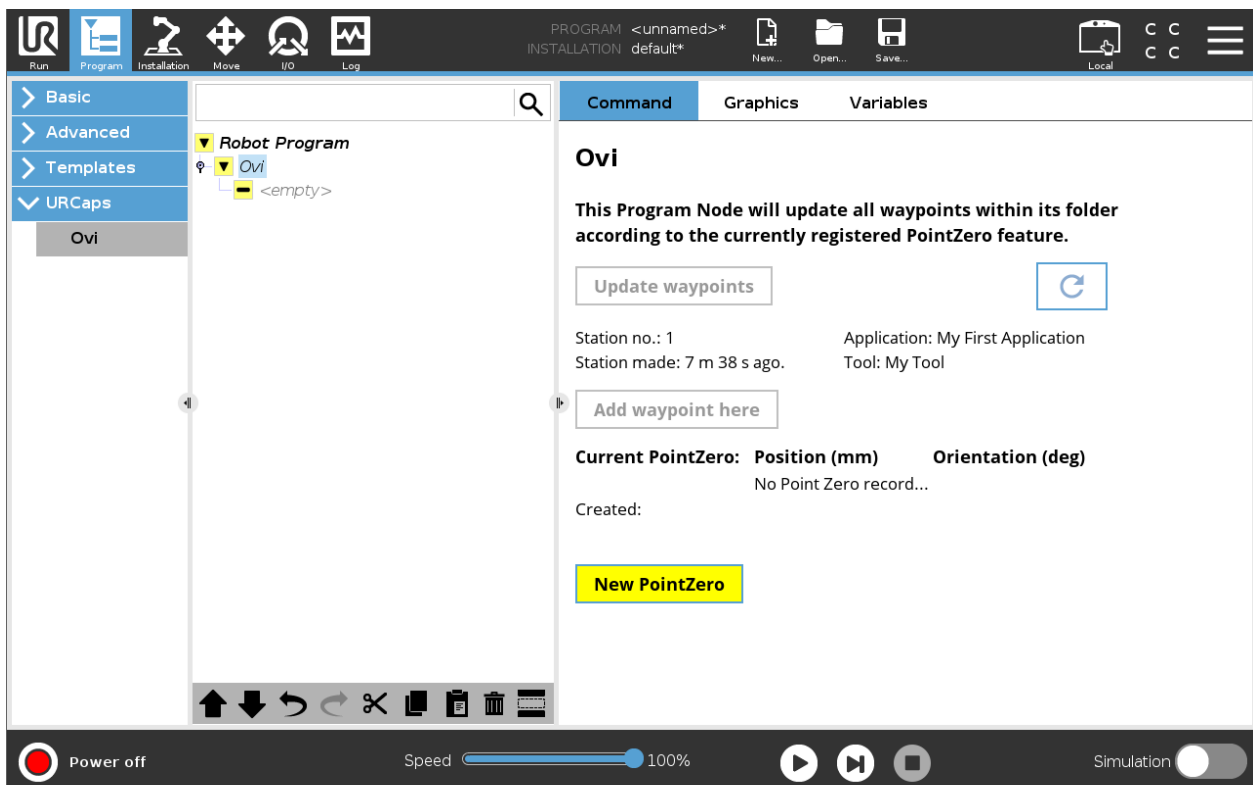 UR
Run
Program
Installation
Move
I/O
Log
PROGRAM <unnamed>*
INSTALLATION default*
New...
Open...
Save...
Local
C C
C C
Basic
Advanced
Templates
URCaps
Ovi
Robot Program
Ovi
<empty>
Command Graphics Variables
Ovi
This Program Node will update all waypoints within its folder
according to the currently registered PointZero feature.
Update waypoints
Station no.: 1 Application: My First Application
Station made: 7 m 38 s ago. Tool: My Tool
Add waypoint here
Current PointZero: Position (mm) Orientation (deg)
No Point Zero record...
Created:
New PointZero
Power off
Speed 100%
Simulation